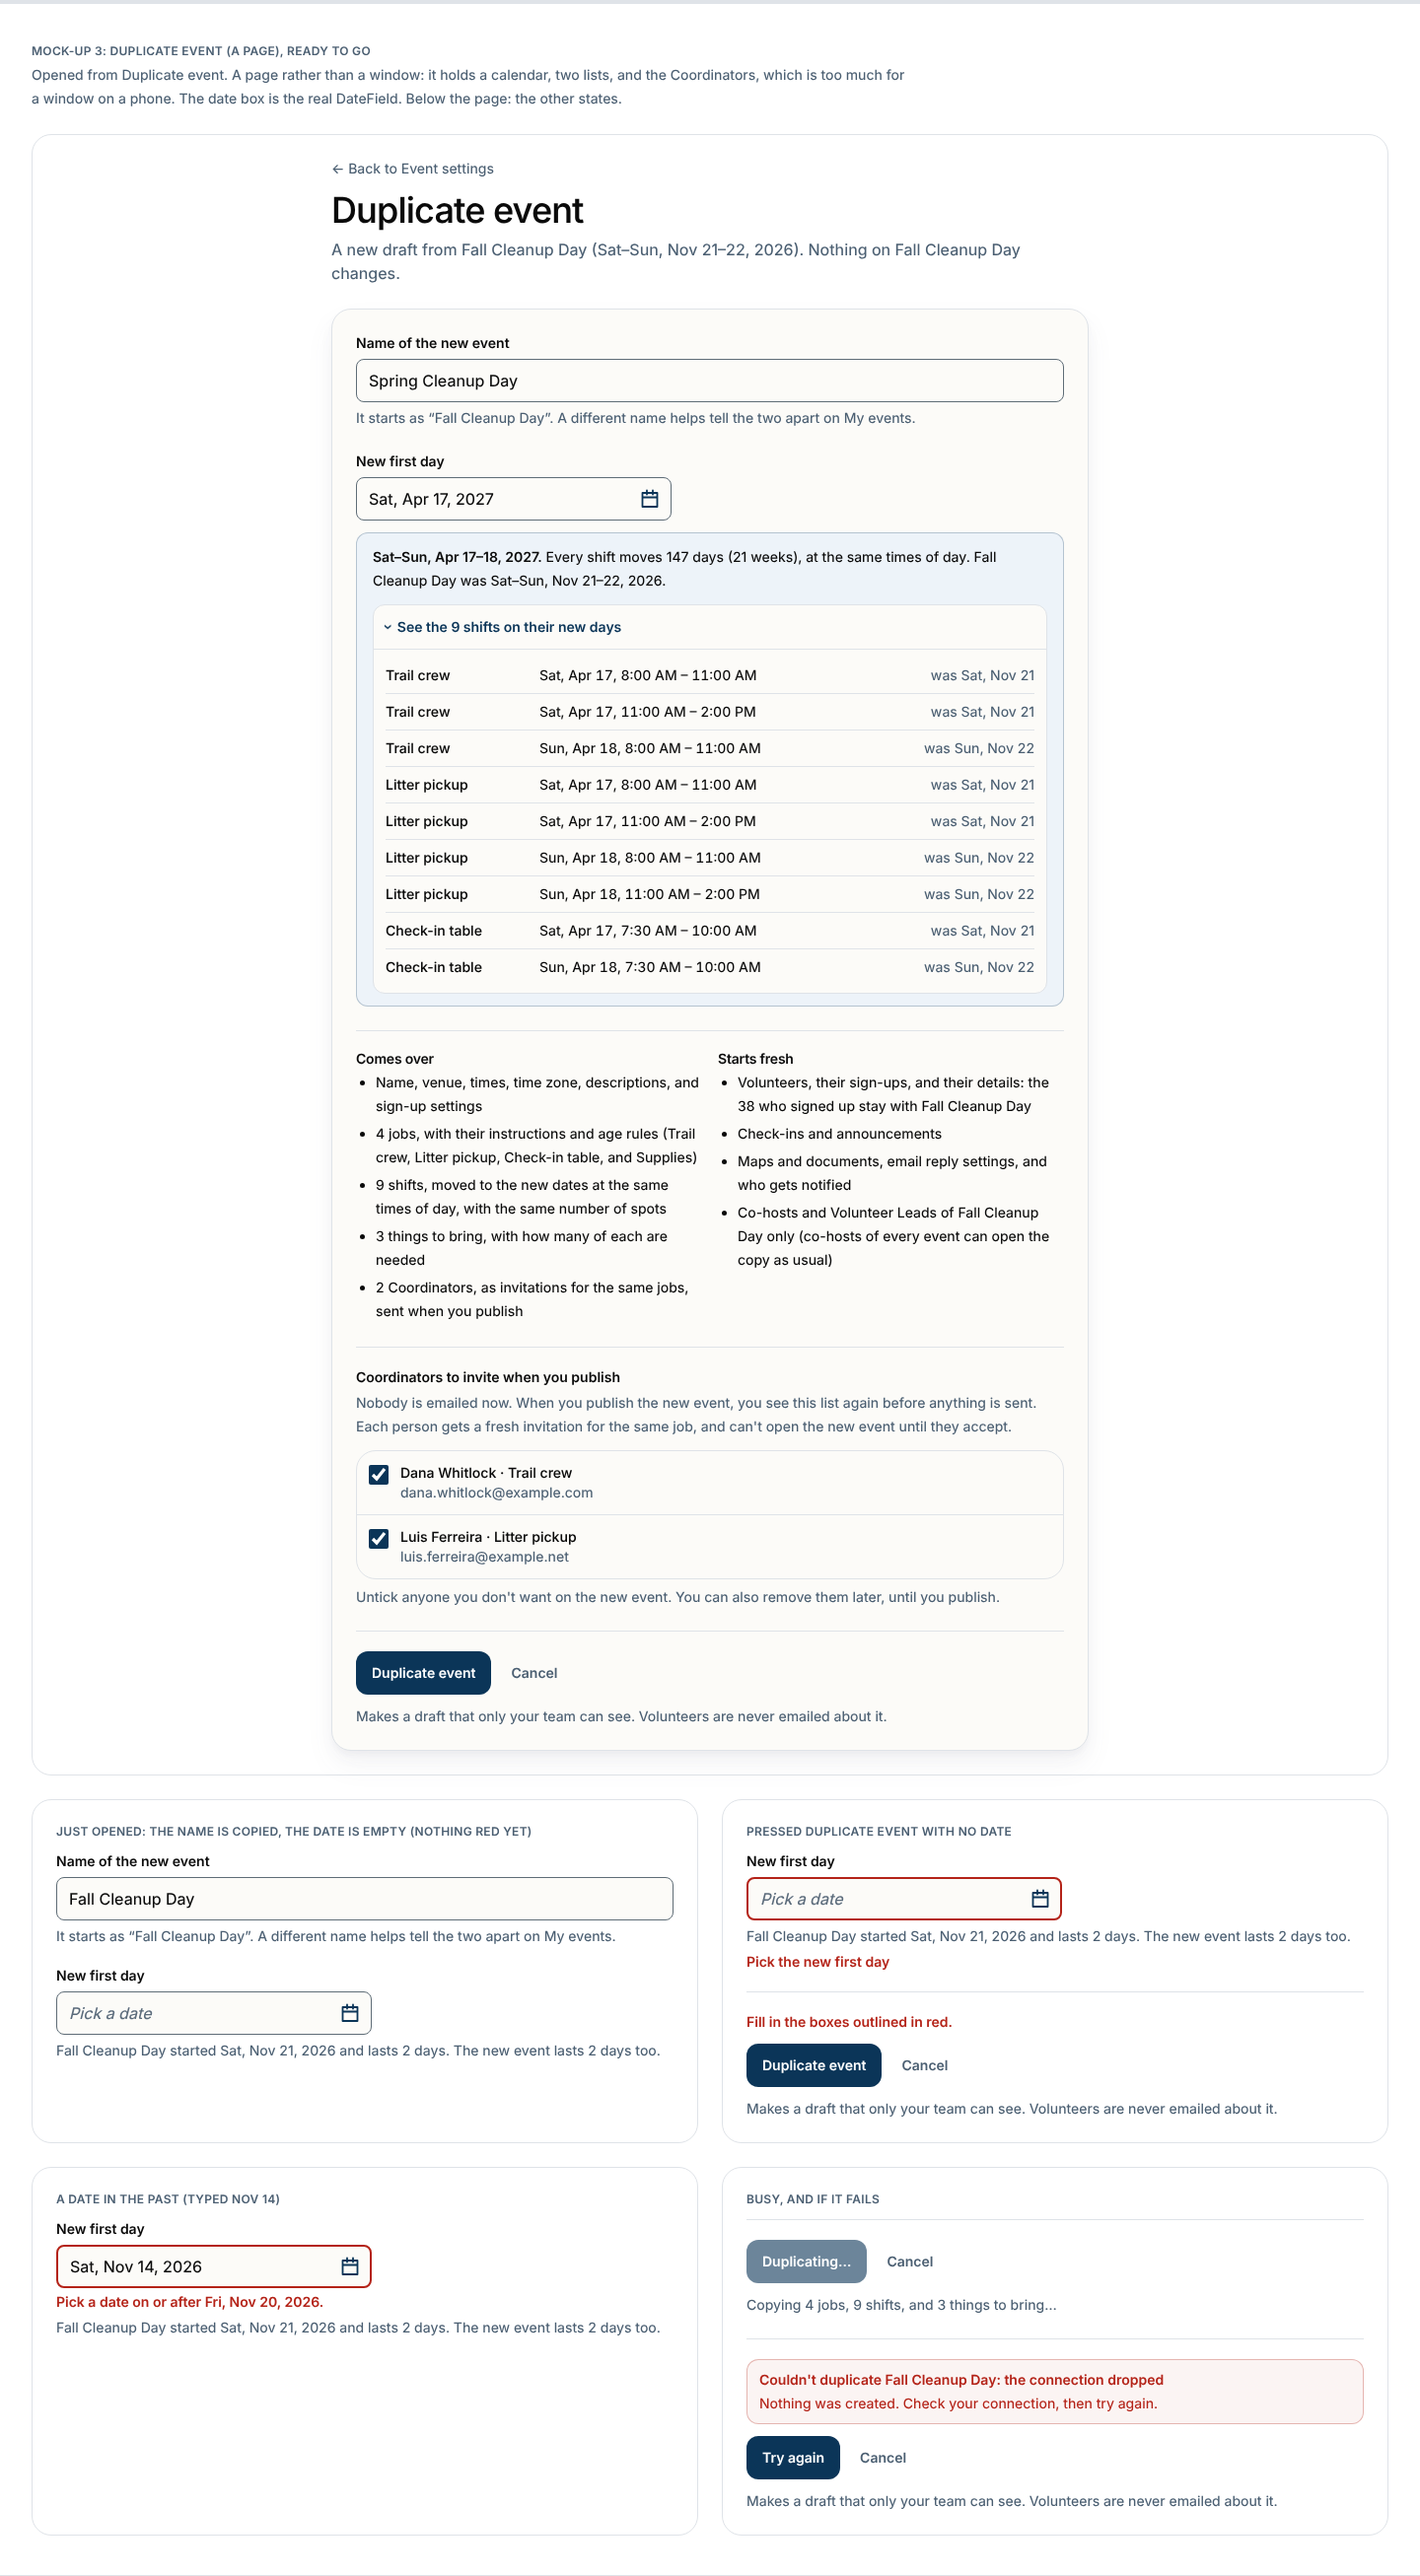 MOCK-UP 3: DUPLICATE EVENT (A PAGE), READY TO GO
Opened from Duplicate event. A page rather than a window: it holds a calendar, two lists, and the Coordinators, which is too much for
a window on a phone. The date box is the real DateField. Below the page: the other states.
← Back to Event settings
Duplicate event
A new draft from Fall Cleanup Day (Sat–Sun, Nov 21–22, 2026). Nothing on Fall Cleanup Day
changes.
Name of the new event
Spring Cleanup Day
It starts as “Fall Cleanup Day”. A different name helps tell the two apart on My events.
New first day
Sat, Apr 17, 2027
Sat–Sun, Apr 17–18, 2027. Every shift moves 147 days (21 weeks), at the same times of day. Fall
Cleanup Day was Sat–Sun, Nov 21–22, 2026.
See the 9 shifts on their new days
Trail crew Sat, Apr 17, 8:00 AM – 11:00 AM was Sat, Nov 21
Trail crew Sat, Apr 17, 11:00 AM – 2:00 PM was Sat, Nov 21
Trail crew Sun, Apr 18, 8:00 AM – 11:00 AM was Sun, Nov 22
Litter pickup Sat, Apr 17, 8:00 AM – 11:00 AM was Sat, Nov 21
Litter pickup Sat, Apr 17, 11:00 AM – 2:00 PM was Sat, Nov 21
Litter pickup Sun, Apr 18, 8:00 AM – 11:00 AM was Sun, Nov 22
Litter pickup Sun, Apr 18, 11:00 AM – 2:00 PM was Sun, Nov 22
Check-in table Sat, Apr 17, 7:30 AM – 10:00 AM was Sat, Nov 21
Check-in table Sun, Apr 18, 7:30 AM – 10:00 AM was Sun, Nov 22
Comes over
• Name, venue, times, time zone, descriptions, and
sign-up settings
• 4 jobs, with their instructions and age rules (Trail
crew, Litter pickup, Check-in table, and Supplies)
• 9 shifts, moved to the new dates at the same
times of day, with the same number of spots
• 3 things to bring, with how many of each are
needed
• 2 Coordinators, as invitations for the same jobs,
sent when you publish
Starts fresh
• Volunteers, their sign-ups, and their details: the
38 who signed up stay with Fall Cleanup Day
• Check-ins and announcements
• Maps and documents, email reply settings, and
who gets notified
• Co-hosts and Volunteer Leads of Fall Cleanup
Day only (co-hosts of every event can open the
copy as usual)
Coordinators to invite when you publish
Nobody is emailed now. When you publish the new event, you see this list again before anything is sent.
Each person gets a fresh invitation for the same job, and can't open the new event until they accept.
Dana Whitlock · Trail crew
dana.whitlock@example.com
Luis Ferreira · Litter pickup
luis.ferreira@example.net
Untick anyone you don't want on the new event. You can also remove them later, until you publish.
Duplicate event Cancel
Makes a draft that only your team can see. Volunteers are never emailed about it.
JUST OPENED: THE NAME IS COPIED, THE DATE IS EMPTY (NOTHING RED YET)
Name of the new event
Fall Cleanup Day
It starts as “Fall Cleanup Day”. A different name helps tell the two apart on My events.
New first day
Pick a date
Fall Cleanup Day started Sat, Nov 21, 2026 and lasts 2 days. The new event lasts 2 days too.
PRESSED DUPLICATE EVENT WITH NO DATE
New first day
Pick a date
Fall Cleanup Day started Sat, Nov 21, 2026 and lasts 2 days. The new event lasts 2 days too.
Pick the new first day
Fill in the boxes outlined in red.
Duplicate event Cancel
Makes a draft that only your team can see. Volunteers are never emailed about it.
A DATE IN THE PAST (TYPED NOV 14)
New first day
Sat, Nov 14, 2026
Pick a date on or after Fri, Nov 20, 2026.
Fall Cleanup Day started Sat, Nov 21, 2026 and lasts 2 days. The new event lasts 2 days too.
BUSY, AND IF IT FAILS
Duplicating... Cancel
Copying 4 jobs, 9 shifts, and 3 things to bring...
Couldn't duplicate Fall Cleanup Day: the connection dropped
Nothing was created. Check your connection, then try again.
Try again Cancel
Makes a draft that only your team can see. Volunteers are never emailed about it.